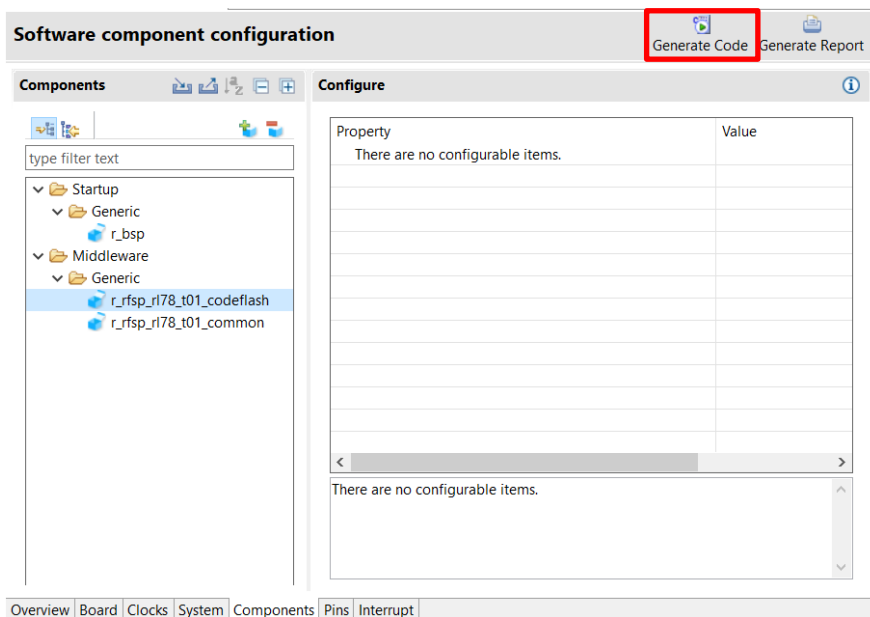 Software component configuration
Generate Code
Generate Report
Components
Configure
type filter text
Startup
Generic
r_bsp
Middleware
Generic
r_rfsp_rl78_t01_codeflash
r_rfsp_rl78_t01_common
Property Value
There are no configurable items.
There are no configurable items.
Overview Board Clocks System Components Pins Interrupt